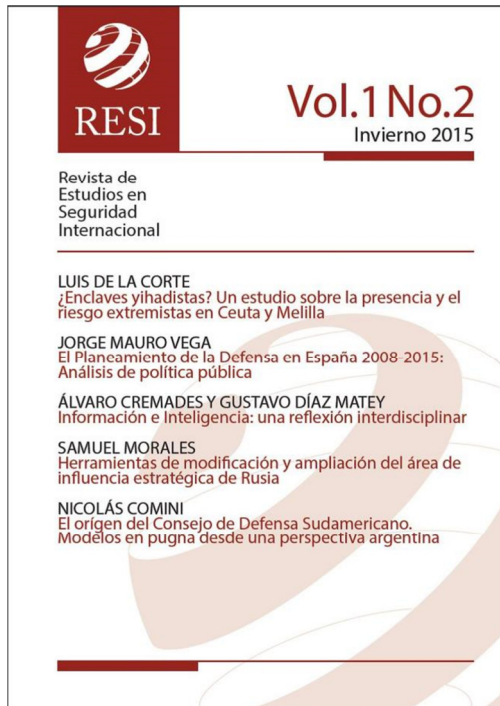 RESI
Vol.1 No.2
Invierno 2015
Revista de
Estudios en
Seguridad
Internacional
LUIS DE LA CORTE
¿Enclaves yihadistas? Un estudio sobre la presencia y el
riesgo extremistas en Ceuta y Melilla
JORGE MAURO VEGA
El Planeamiento de la Defensa en España 2008-2015:
Análisis de política pública
ÁLVARO CREMADES Y GUSTAVO DÍAZ MATEY
Información e Inteligencia: una reflexión interdisciplinar
SAMUEL MORALES
Herramientas de modificación y ampliación del área de
influencia estratégica de Rusia
NICOLÁS COMINI
El orígen del Consejo de Defensa Sudamericano.
Modelos en pugna desde una perspectiva argentina